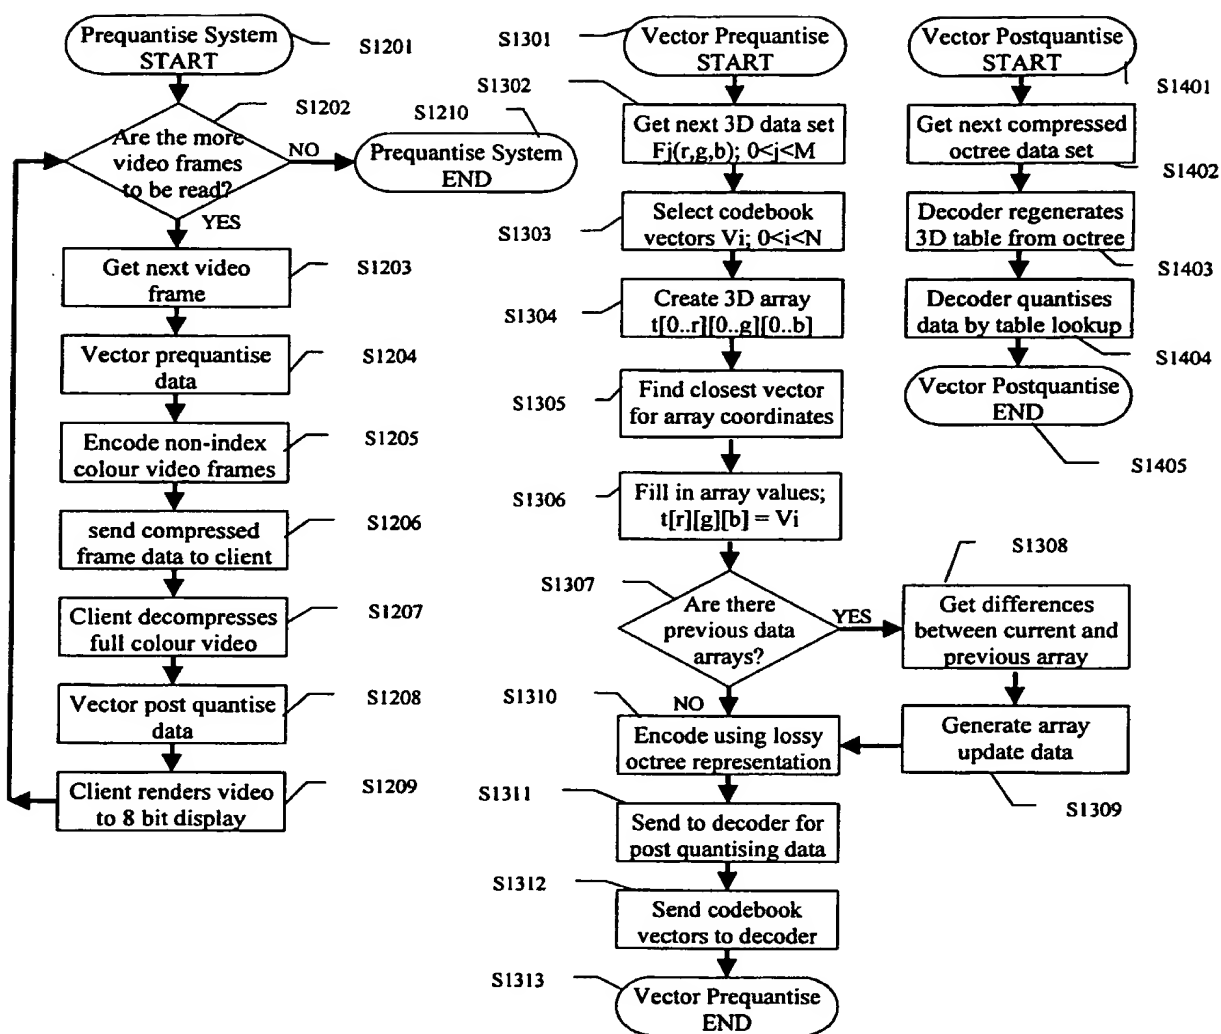 Prequantise System
START
S1201
S1202
Are the more
video frames
to be read?
NO
S1210
Prequantise System
END
YES
Get next video
frame
S1203
Vector prequantise
data
S1204
Encode non-index
colour video frames
S1205
send compressed
frame data to client
S1206
Client decompresses
full colour video
S1207
Vector post quantise
data
S1208
Client renders video
to 8 bit display
S1209
S1301
Vector Prequantise
START
S1302
Get next 3D data set
Fj(r,g,b); 0<j<M
S1303
Select codebook
vectors Vi; 0<i<N
S1304
Create 3D array
t[0..r][0..g][0..b]
S1305
Find closest vector
for array coordinates
S1306
Fill in array values;
t[r][g][b] = Vi
S1307
Are there
previous data
arrays?
YES
S1308
Get differences
between current and
previous array
Generate array
update data
S1309
NO
S1310
Encode using lossy
octree representation
S1311
Send to decoder for
post quantising data
S1312
Send codebook
vectors to decoder
S1313
Vector Prequantise
END
Vector Postquantise
START
S1401
Get next compressed
octree data set
S1402
Decoder regenerates
3D table from octree
S1403
Decoder quantises
data by table lookup
S1404
Vector Postquantise
END
S1405